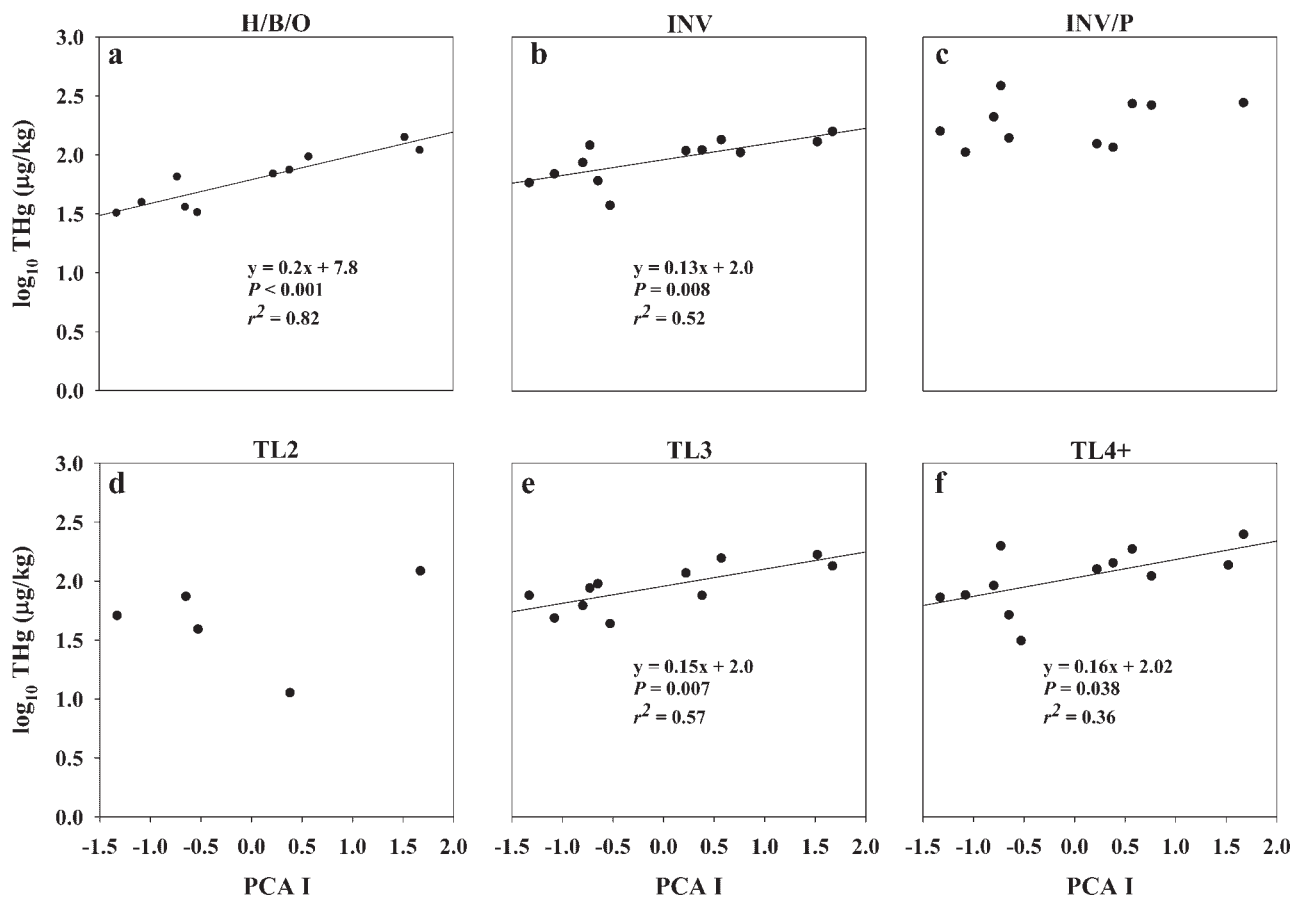 H/B/O
INV
INV/P
a
b
c
3.0
2.5
2.0
1.5
1.0
0.5
0.0
log10 THg (µg/kg)
y = 0.2x + 7.8
P < 0.001
r2 = 0.82
y = 0.13x + 2.0
P = 0.008
r2 = 0.52
TL2
TL3
TL4+
d
e
f
3.0
2.5
2.0
1.5
1.0
0.5
0.0
log10 THg (µg/kg)
y = 0.15x + 2.0
P = 0.007
r2 = 0.57
y = 0.16x + 2.02
P = 0.038
r2 = 0.36
-1.5 -1.0 -0.5 0.0 0.5 1.0 1.5 2.0
-1.5 -1.0 -0.5 0.0 0.5 1.0 1.5 2.0
-1.5 -1.0 -0.5 0.0 0.5 1.0 1.5 2.0
PCA I
PCA I
PCA I